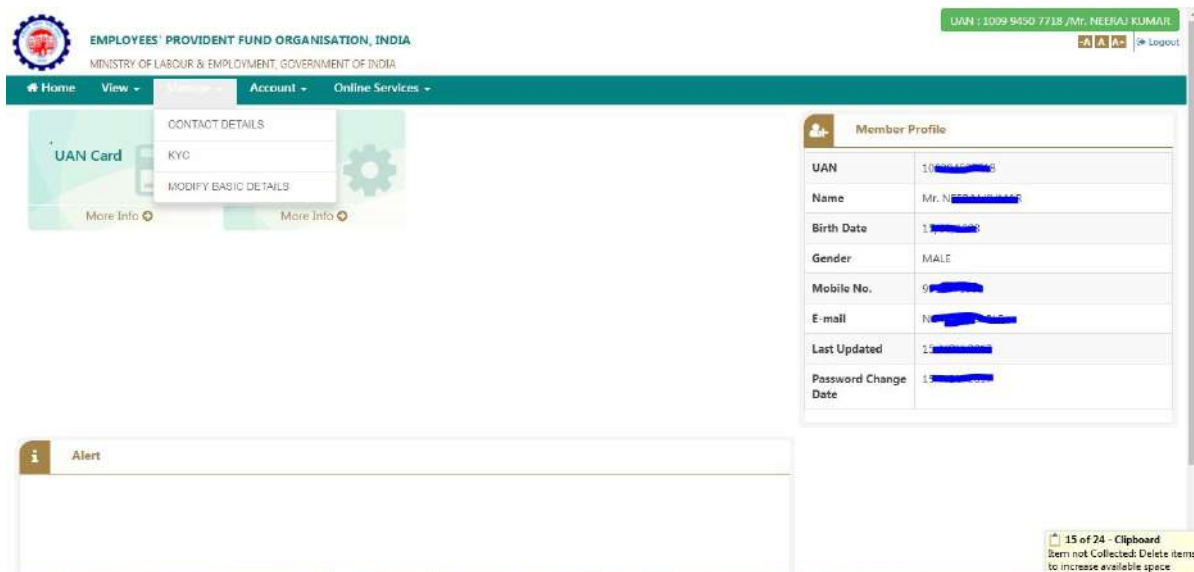 UAN : 1009 9450 7718 /Mr. NEERAJ KUMAR
EMPLOYEES' PROVIDENT FUND ORGANISATION, INDIA
-A A A+ Logout
MINISTRY OF LABOUR & EMPLOYMENT, GOVERNMENT OF INDIA
Home View Account Online Services
CONTACT DETAILS
KYC
MODIFY BASIC DETAILS
UAN Card
More Info
More Info
Member Profile
UAN
Name Mr.
Birth Date
Gender MALE
Mobile No.
E-mail
Last Updated
Password Change
Date
Alert
15 of 24 - Clipboard
Item not Collected: Delete items
to increase available space